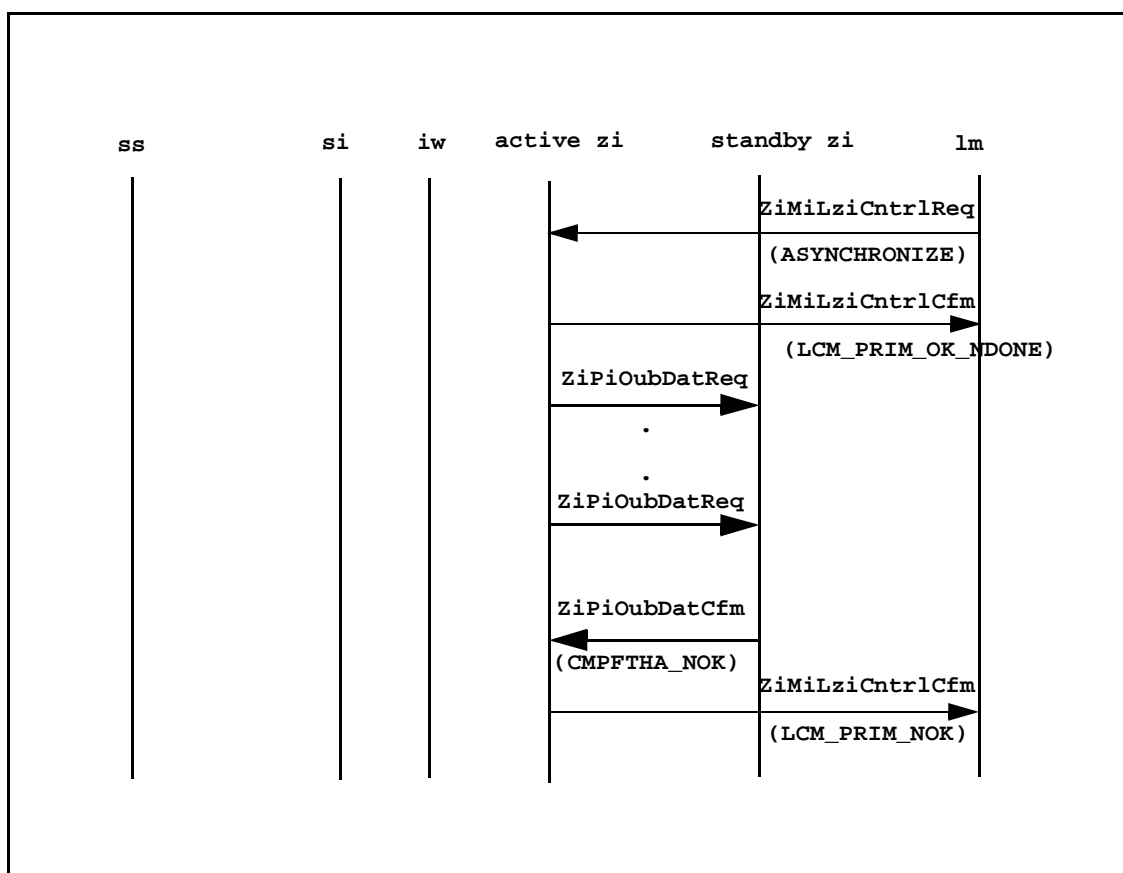 ss si iw active zi standby zi lm
ZiMiLziCntrlReq
(ASYNCHRONIZE)
ZiMiLziCntrlCfm
(LCM_PRIM_OK_NDONE)
ZiPiOubDatReq
.
.
ZiPiOubDatReq
ZiPiOubDatCfm
(CMPFTHA_NOK)
ZiMiLziCntrlCfm
(LCM_PRIM_NOK)